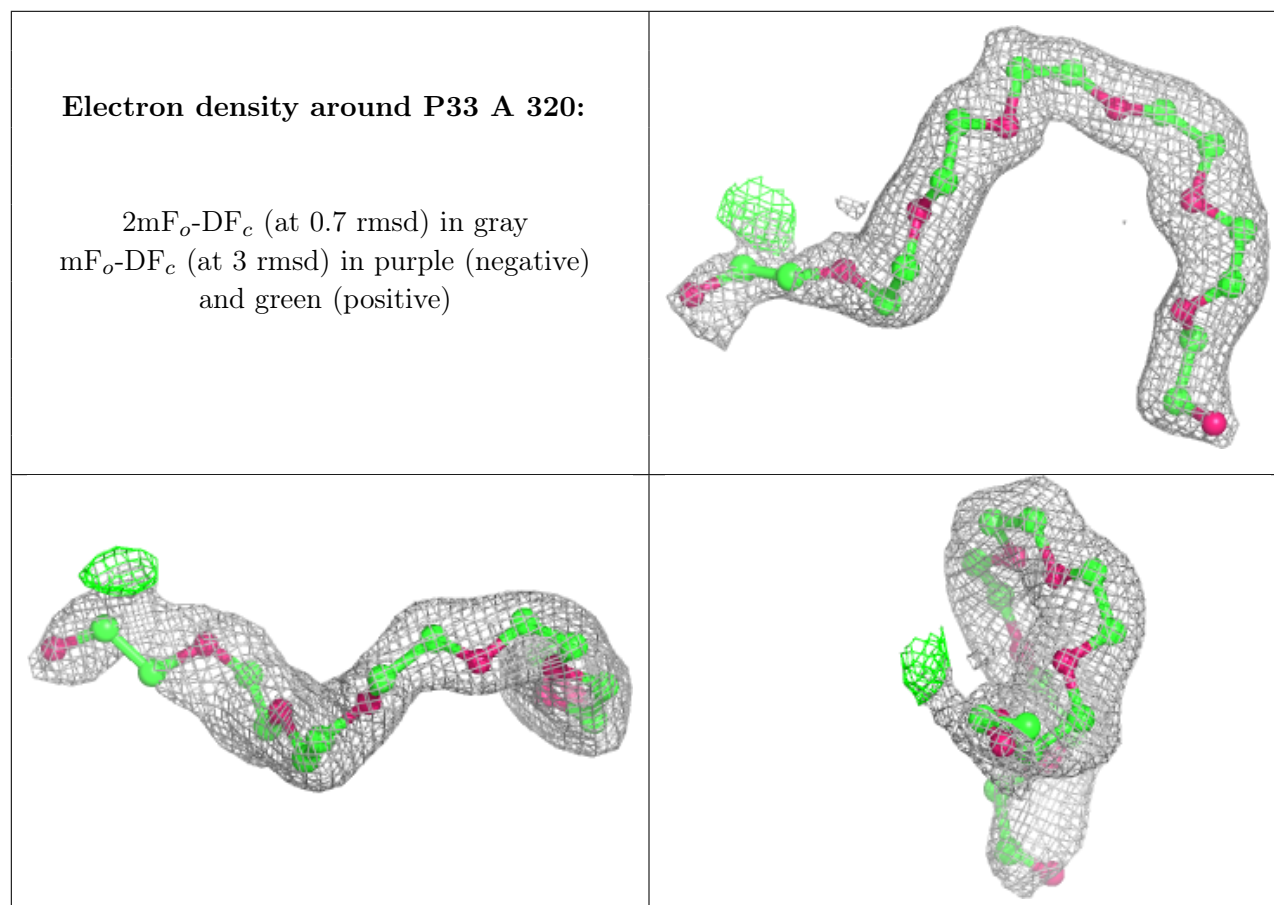 Electron density around P33 A 320:
2mFo-DFc (at 0.7 rmsd) in gray
mFo-DFc (at 3 rmsd) in purple (negative)
and green (positive)